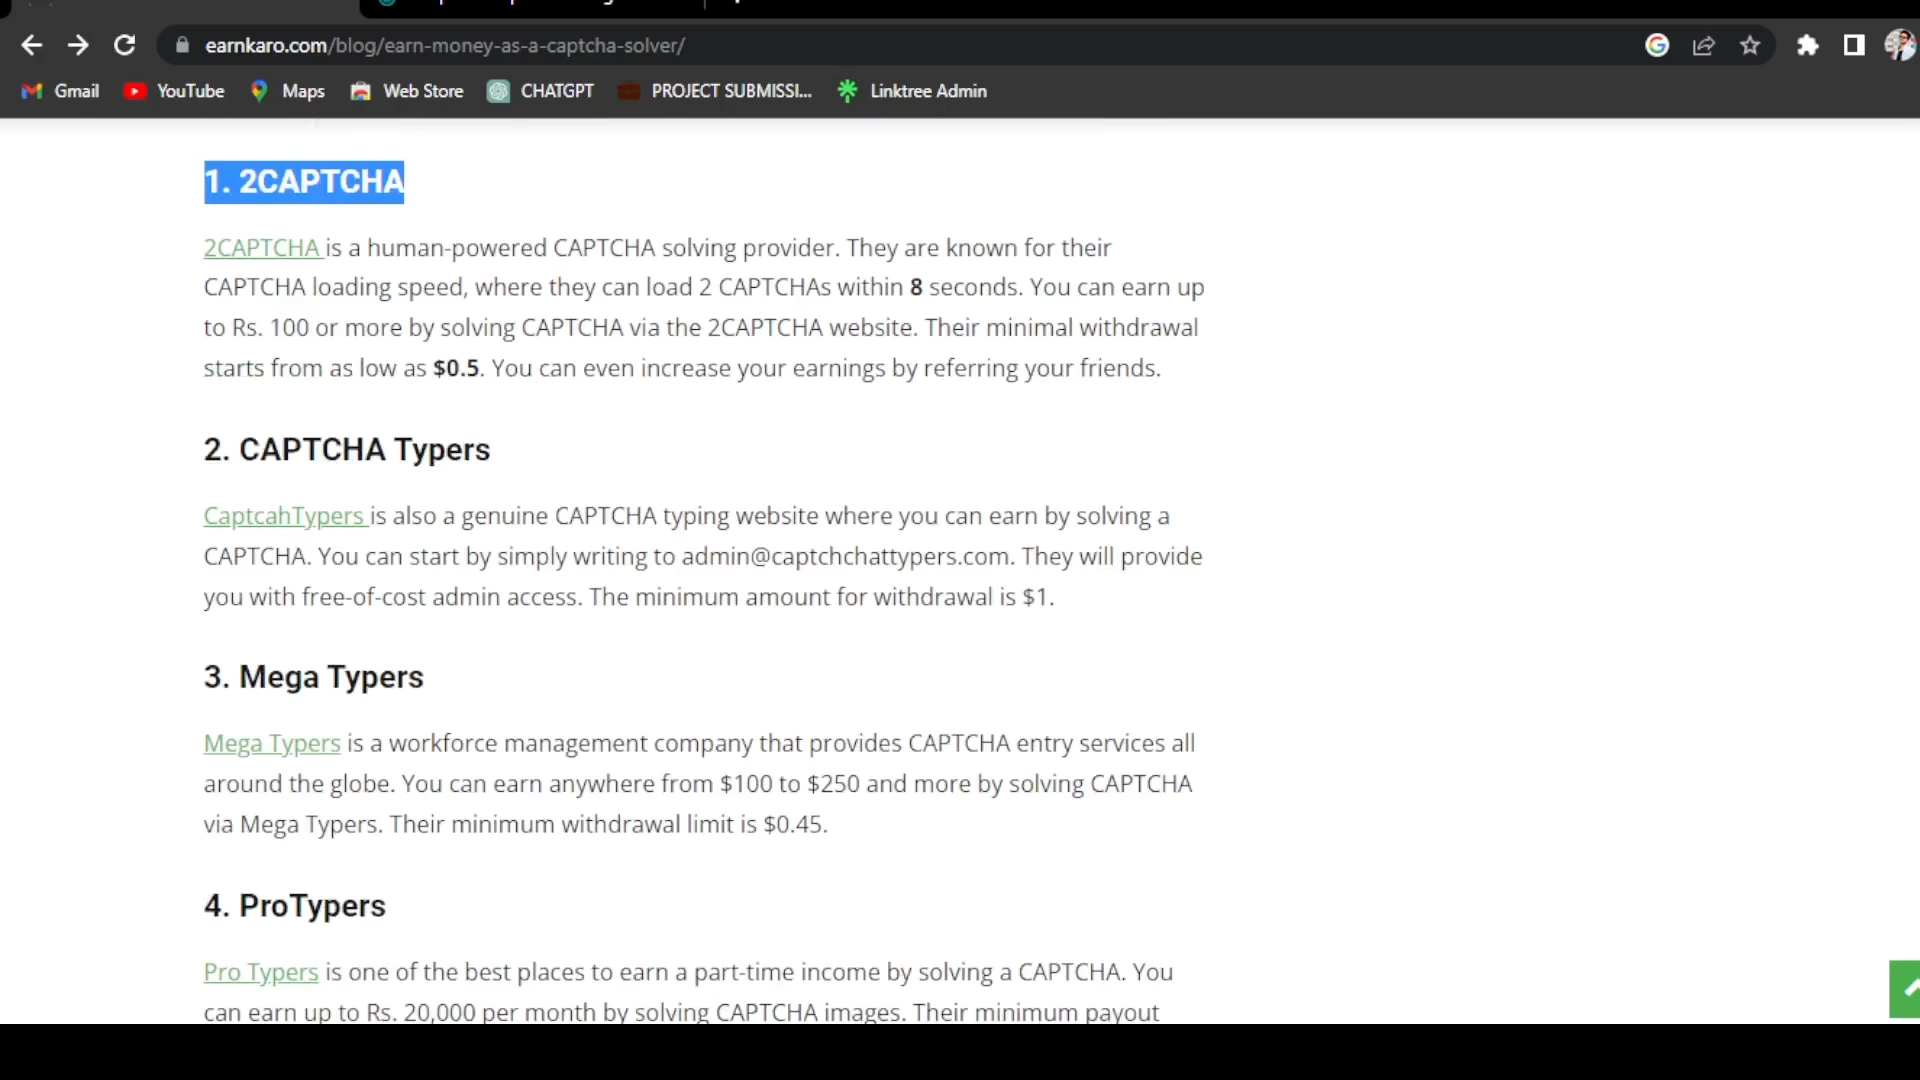 earnkaro.com/blog/earn-money-as-a-captcha-solver/
Gmail YouTube Maps Web Store CHATGPT PROJECT SUBMISSI... Linktree Admin
1. 2CAPTCHA
2CAPTCHA is a human-powered CAPTCHA solving provider. They are known for their
CAPTCHA loading speed, where they can load 2 CAPTCHAs within 8 seconds. You can earn up
to Rs. 100 or more by solving CAPTCHA via the 2CAPTCHA website. Their minimal withdrawal
starts from as low as $0.5. You can even increase your earnings by referring your friends.
2. CAPTCHA Typers
CaptcahTypers is also a genuine CAPTCHA typing website where you can earn by solving a
CAPTCHA. You can start by simply writing to admin@captchchattypers.com. They will provide
you with free-of-cost admin access. The minimum amount for withdrawal is $1.
3. Mega Typers
Mega Typers is a workforce management company that provides CAPTCHA entry services all
around the globe. You can earn anywhere from $100 to $250 and more by solving CAPTCHA
via Mega Typers. Their minimum withdrawal limit is $0.45.
4. ProTypers
Pro Typers is one of the best places to earn a part-time income by solving a CAPTCHA. You
can earn up to Rs. 20,000 per month by solving CAPTCHA images. Their minimum payout